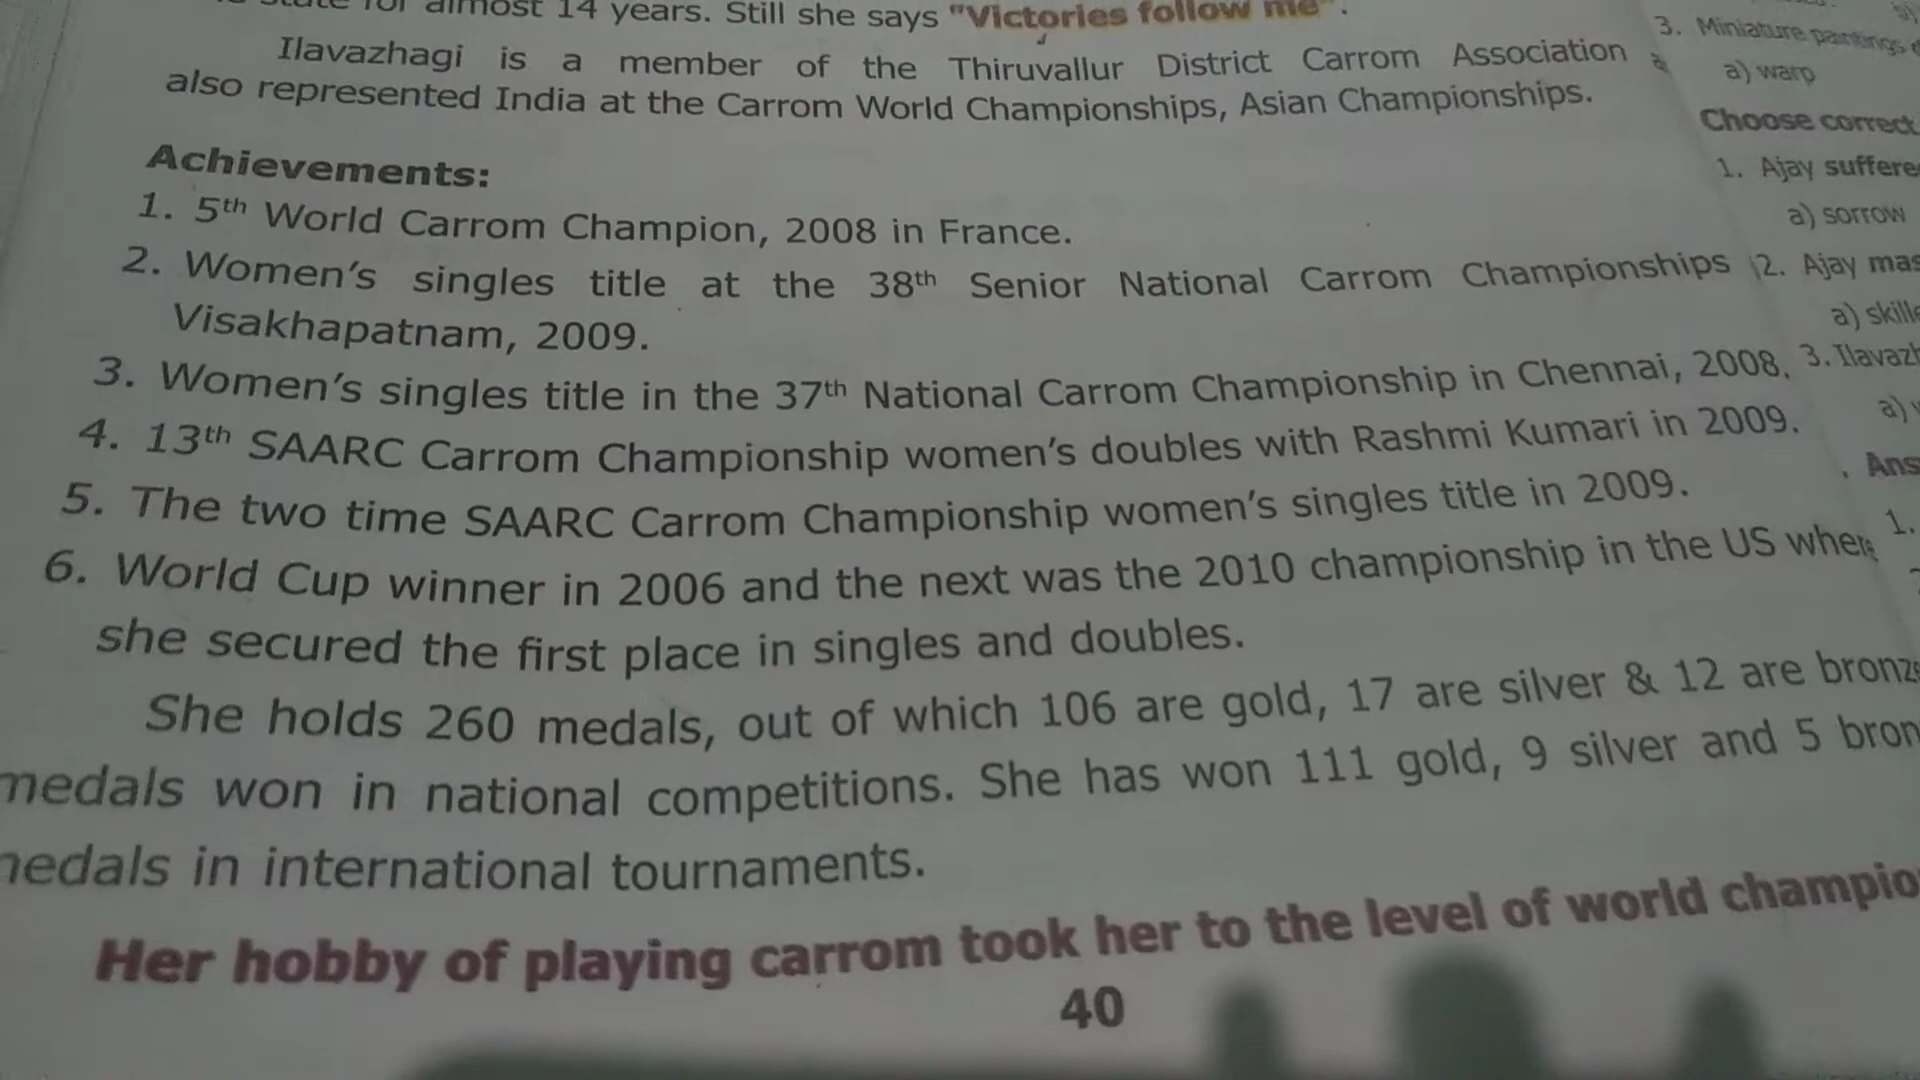 almost 14 years. Still she says "Victories follow me".
Ilavazhagi is a member of the Thiruvallur District Carrom Association
also represented India at the Carrom World Championships, Asian Championships.
Achievements:
1. 5th World Carrom Champion, 2008 in France.
2. Women's singles title at the 38th Senior National Carrom Championships
Visakhapatnam, 2009.
3. Women's singles title in the 37th National Carrom Championship in Chennai, 2008.
4. 13th SAARC Carrom Championship women's doubles with Rashmi Kumari in 2009.
5. The two time SAARC Carrom Championship women's singles title in 2009.
6. World Cup winner in 2006 and the next was the 2010 championship in the US where
she secured the first place in singles and doubles.
She holds 260 medals, out of which 106 are gold, 17 are silver & 12 are bronze
medals won in national competitions. She has won 111 gold, 9 silver and 5 bron
medals in international tournaments.
Her hobby of playing carrom took her to the level of world champio
40
3. Miniature paintings
a) warp
Choose correct
1. Ajay suffere
a) sorrow
2. Ajay mas
a) skills
3. Ilavazh
a)
Ans
1.